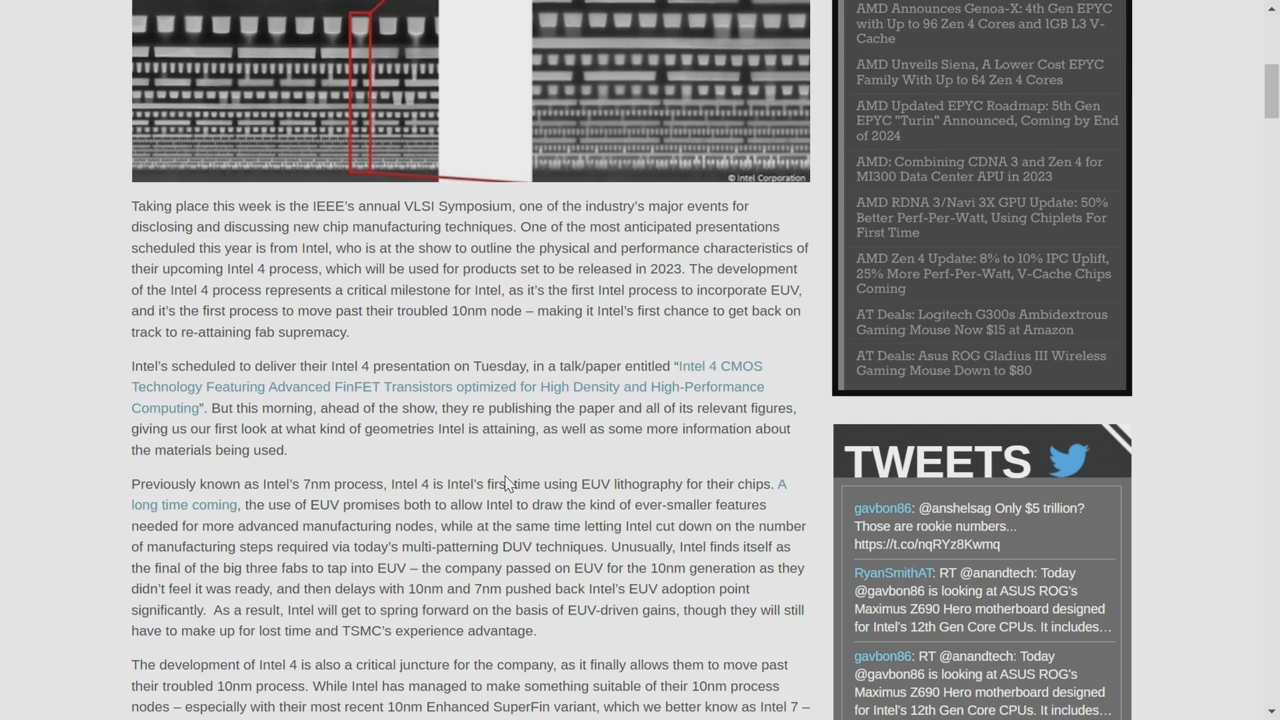 © Intel Corporation
Taking place this week is the IEEE’s annual VLSI Symposium, one of the industry’s major events for
disclosing and discussing new chip manufacturing techniques. One of the most anticipated presentations
scheduled this year is from Intel, who is at the show to outline the physical and performance characteristics of
their upcoming Intel 4 process, which will be used for products set to be released in 2023. The development
of the Intel 4 process represents a critical milestone for Intel, as it’s the first Intel process to incorporate EUV,
and it’s the first process to move past their troubled 10nm node – making it Intel’s first chance to get back on
track to re-attaining fab supremacy.
Intel’s scheduled to deliver their Intel 4 presentation on Tuesday, in a talk/paper entitled “Intel 4 CMOS
Technology Featuring Advanced FinFET Transistors optimized for High Density and High-Performance
Computing”. But this morning, ahead of the show, they re publishing the paper and all of its relevant figures,
giving us our first look at what kind of geometries Intel is attaining, as well as some more information about
the materials being used.
Previously known as Intel’s 7nm process, Intel 4 is Intel’s first time using EUV lithography for their chips. A
long time coming, the use of EUV promises both to allow Intel to draw the kind of ever-smaller features
needed for more advanced manufacturing nodes, while at the same time letting Intel cut down on the number
of manufacturing steps required via today’s multi-patterning DUV techniques. Unusually, Intel finds itself as
the final of the big three fabs to tap into EUV – the company passed on EUV for the 10nm generation as they
didn’t feel it was ready, and then delays with 10nm and 7nm pushed back Intel’s EUV adoption point
significantly.  As a result, Intel will get to spring forward on the basis of EUV-driven gains, though they will still
have to make up for lost time and TSMC’s experience advantage.
The development of Intel 4 is also a critical juncture for the company, as it finally allows them to move past
their troubled 10nm process. While Intel has managed to make something suitable of their 10nm process
nodes – especially with their most recent 10nm Enhanced SuperFin variant, which we better know as Intel 7 –
AMD Announces Genoa-X: 4th Gen EPYC
with Up to 96 Zen 4 Cores and 1GB L3 V-
Cache
AMD Unveils Siena, A Lower Cost EPYC
Family With Up to 64 Zen 4 Cores
AMD Updated EPYC Roadmap: 5th Gen
EPYC "Turin" Announced, Coming by End
of 2024
AMD: Combining CDNA 3 and Zen 4 for
MI300 Data Center APU in 2023
AMD RDNA 3/Navi 3X GPU Update: 50%
Better Perf-Per-Watt, Using Chiplets For
First Time
AMD Zen 4 Update: 8% to 10% IPC Uplift,
25% More Perf-Per-Watt, V-Cache Chips
Coming
AT Deals: Logitech G300s Ambidextrous
Gaming Mouse Now $15 at Amazon
AT Deals: Asus ROG Gladius III Wireless
Gaming Mouse Down to $80
TWEETS
gavbon86: @anshelsag Only $5 trillion?
Those are rookie numbers...
https://t.co/nqRYz8Kwmq
RyanSmithAT: RT @anandtech: Today
@gavbon86 is looking at ASUS ROG's
Maximus Z690 Hero motherboard designed
for Intel's 12th Gen Core CPUs. It includes…
gavbon86: RT @anandtech: Today
@gavbon86 is looking at ASUS ROG's
Maximus Z690 Hero motherboard designed
for Intel's 12th Gen Core CPUs. It includes…